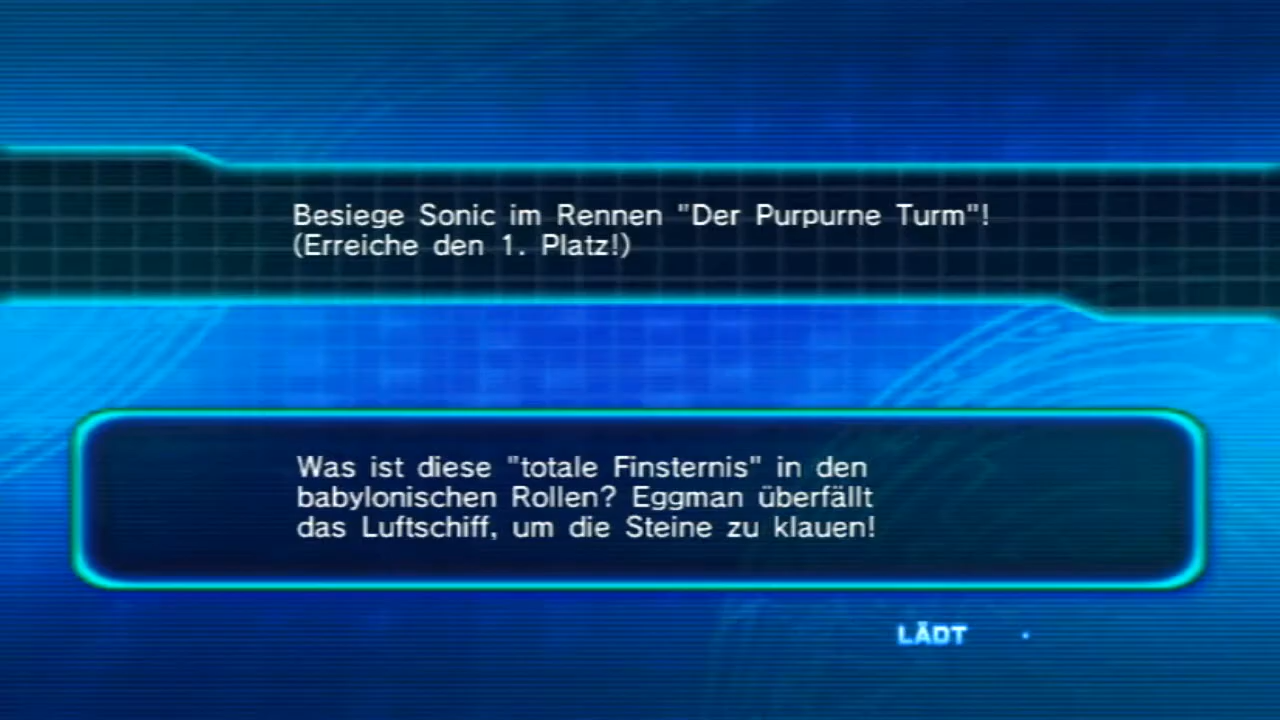 Besiege Sonic im Rennen "Der Purpurne Turm"!
(Erreiche den 1. Platz!)
Was ist diese "totale Finsternis" in den
babylonischen Rollen? Eggman überfällt
das Luftschiff, um die Steine zu klauen!
LÄDT